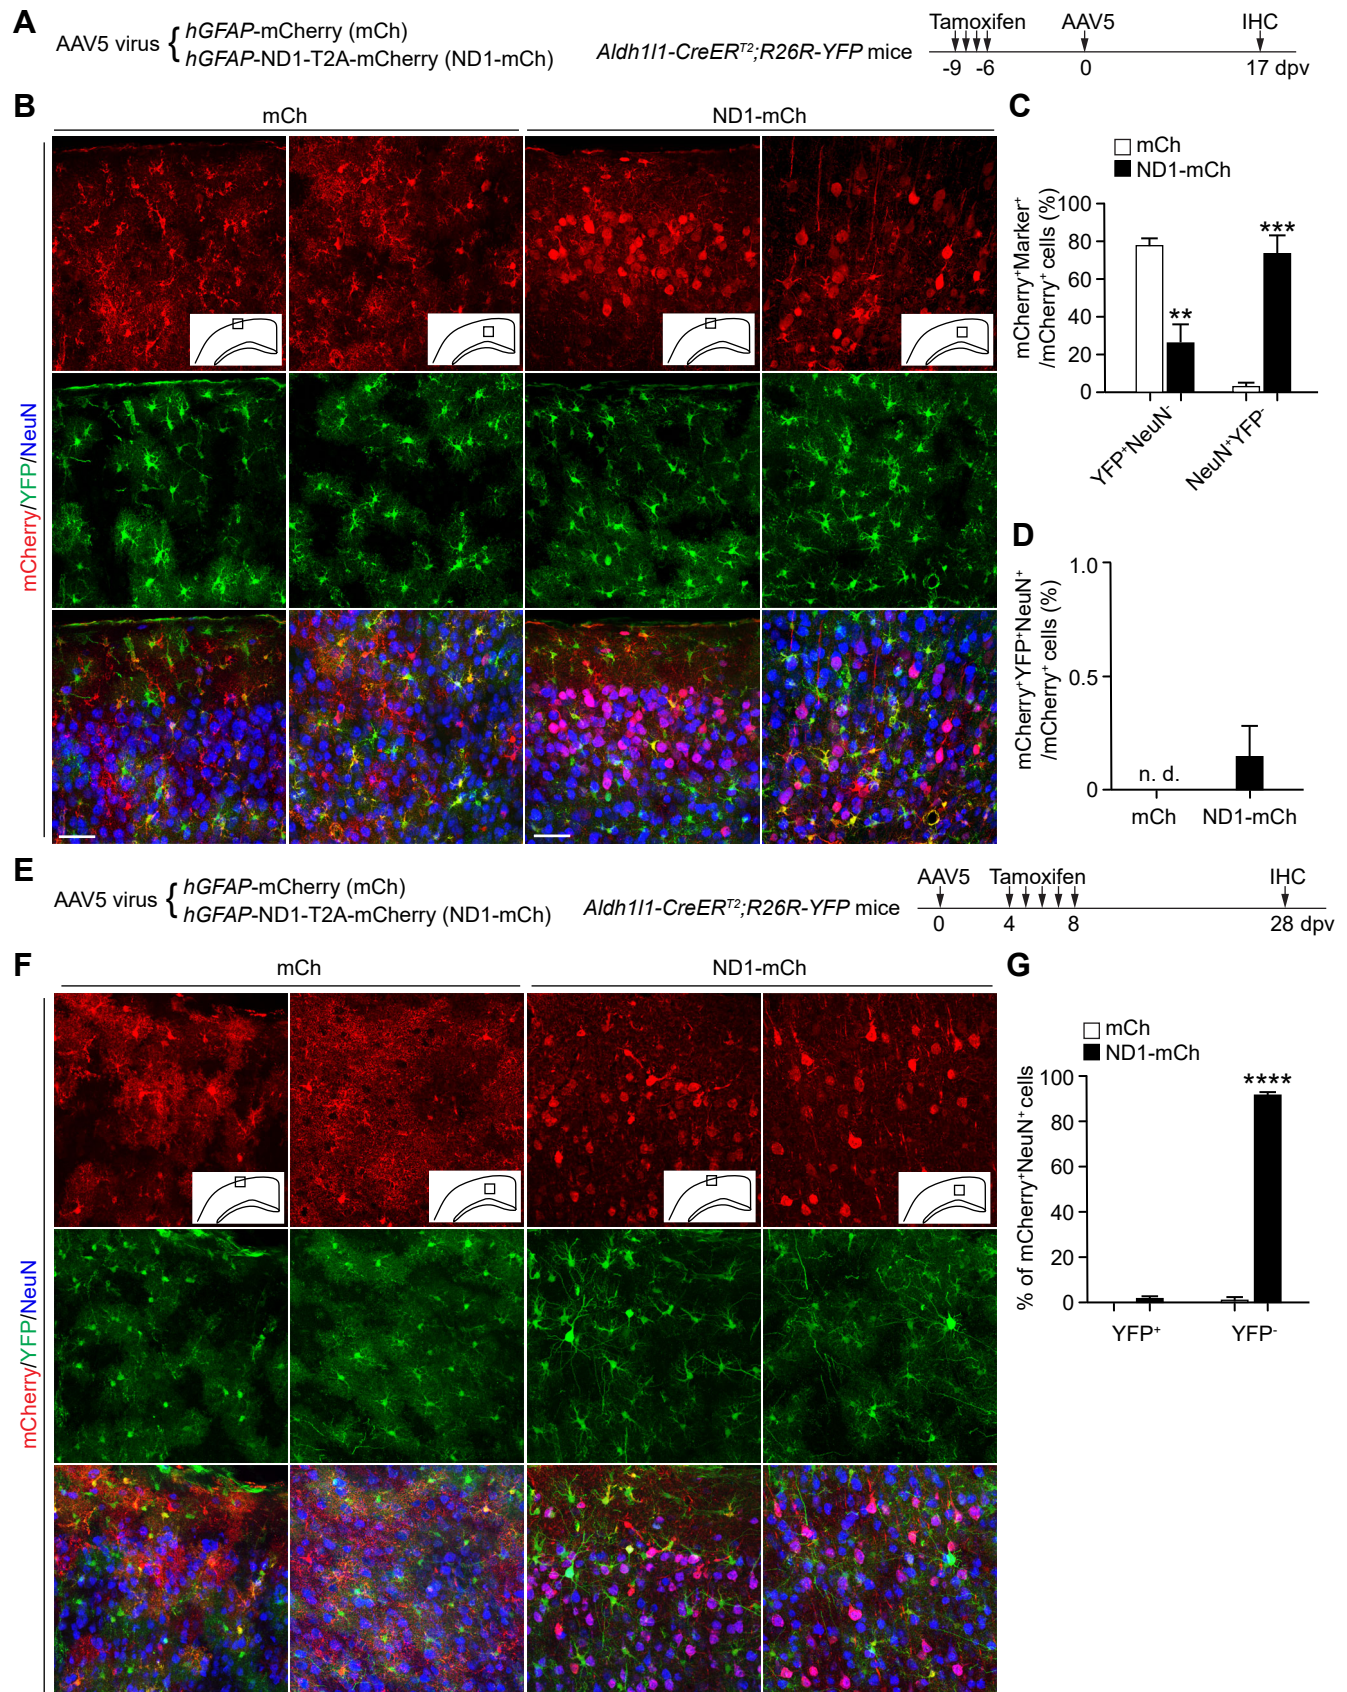 A
AAV5 virus { hGFAP-mCherry (mCh)
hGFAP-ND1-T2A-mCherry (ND1-mCh)
Aldh1l1-CreERT2;R26R-YFP mice
Tamoxifen AAV5 IHC
-9 -6 0 17 dpv
B
mCh ND1-mCh
mCherry/YFP/NeuN
C
mCh
ND1-mCh
mCherry+Marker+
/mCherry+ cells (%)
100
80
60
40
20
0
**
***
YFP+NeuN-
NeuN+YFP-
D
mCherry+YFP+NeuN+
/mCherry+ cells (%)
1.0
0.5
0
n. d.
mCh ND1-mCh
E
AAV5 virus { hGFAP-mCherry (mCh)
hGFAP-ND1-T2A-mCherry (ND1-mCh)
Aldh1l1-CreERT2;R26R-YFP mice
AAV5 Tamoxifen IHC
0 4 8 28 dpv
F
mCh ND1-mCh
mCherry/YFP/NeuN
G
mCh
ND1-mCh
% of mCherry+NeuN+ cells
100
80
60
40
20
0
****
YFP+ YFP-